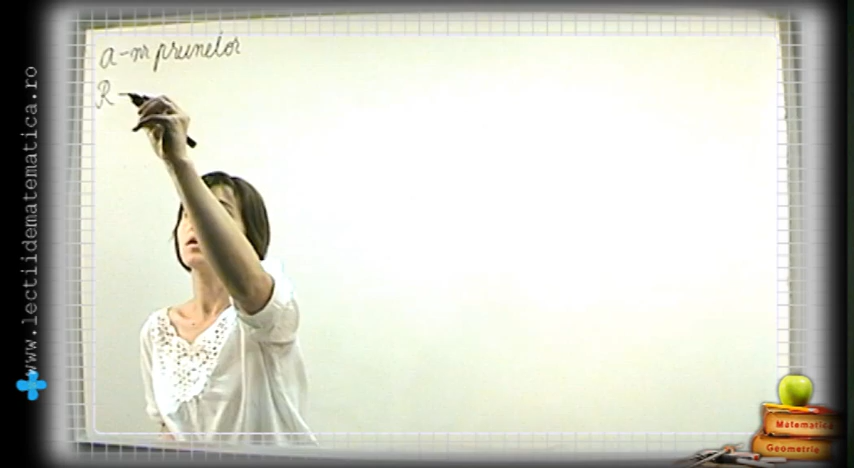 a-nr prunelor
R -
www.lectiidematematica.ro
Matematica
Geometrie